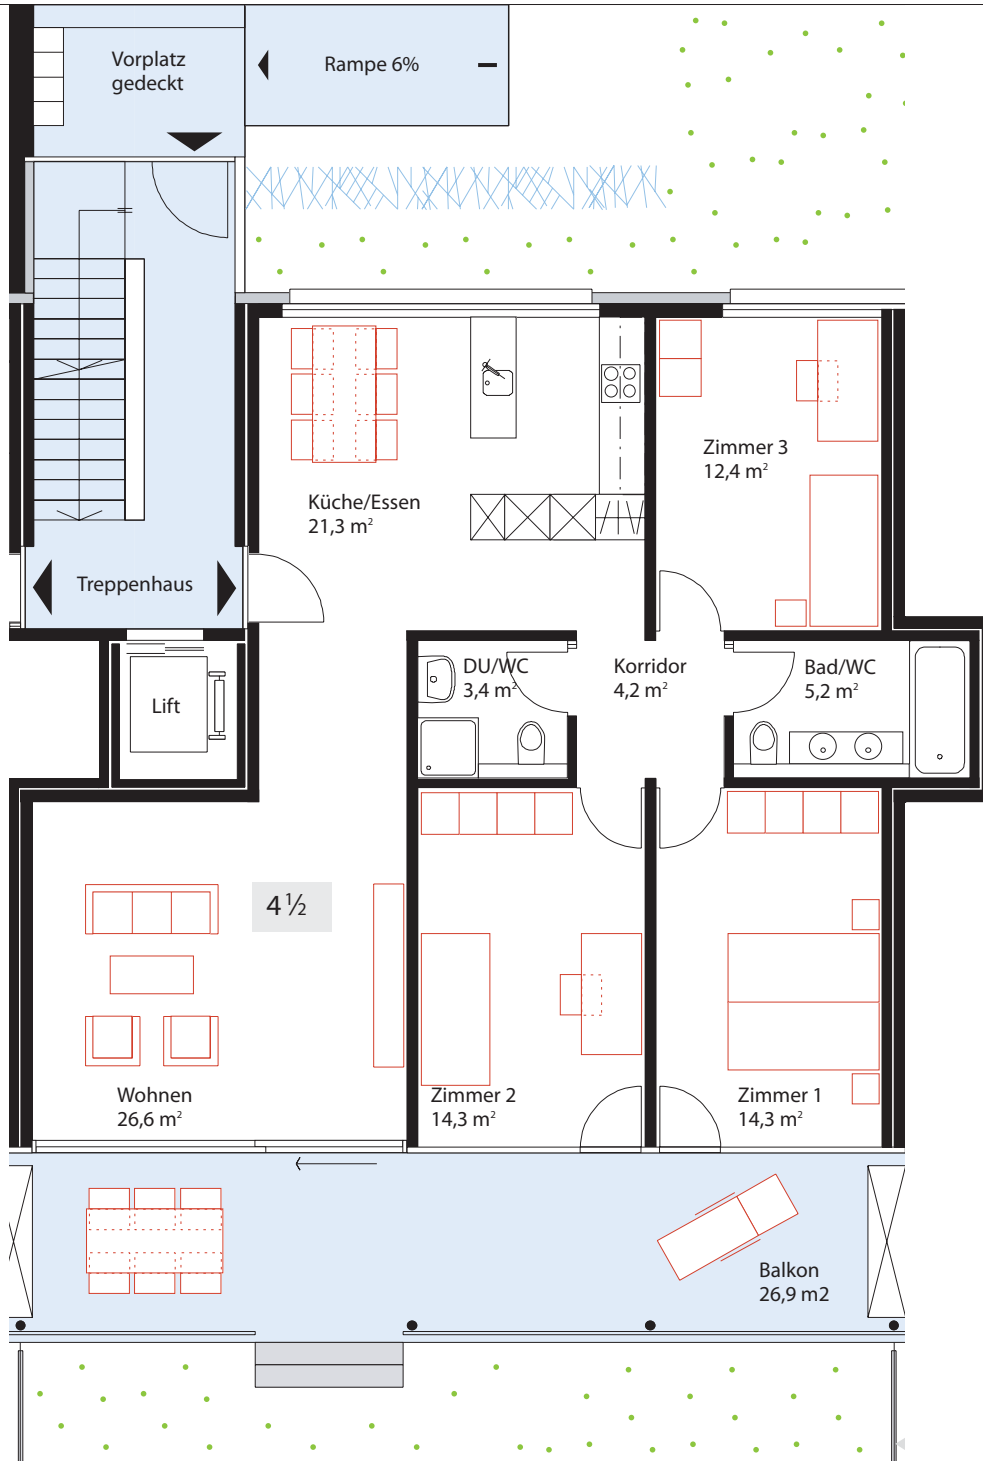 Vorplatz
gedeckt
Rampe 6%
Zimmer 3
12,4 m²
Küche/Essen
21,3 m²
Treppenhaus
DU/WC
3,4 m²
Korridor
4,2 m²
Bad/WC
5,2 m²
Lift
4 ½
Wohnen
26,6 m²
Zimmer 2
14,3 m²
Zimmer 1
14,3 m²
Balkon
26,9 m2